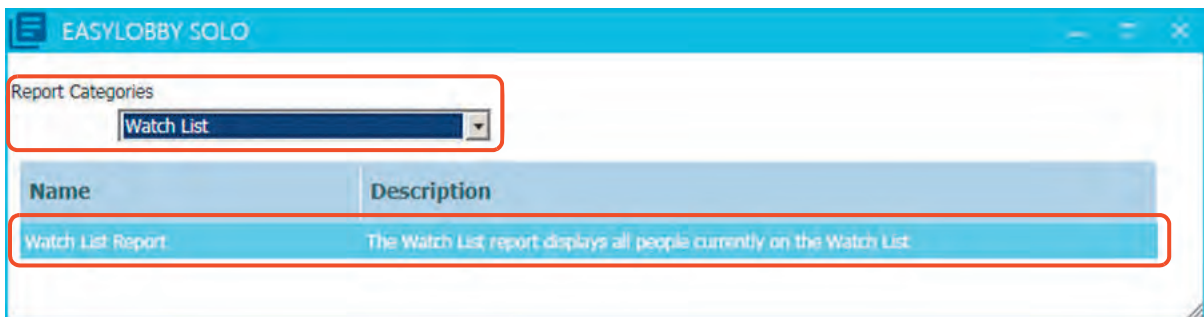 EASYLOBBY SOLO
Report Categories
Watch List
Name Description
Watch List Report The Watch List report displays all people currently on the Watch List